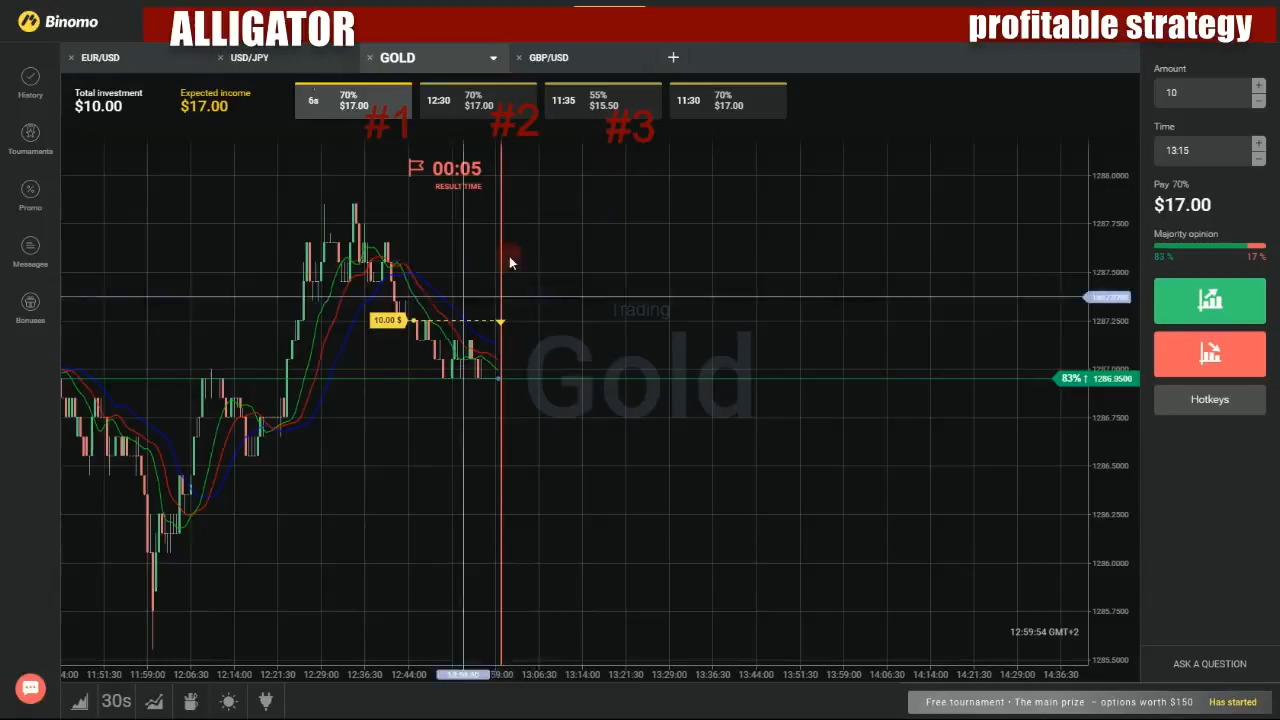 Binomo
ALLIGATOR
profitable strategy
EUR/USD
USD/JPY
GOLD
GBP/USD
History
Tournaments
Promo
Messages
Bonuses
Total investment
$10.00
Expected income
$17.00
6s 70% $17.00
12:30 70% $17.00
11:35 55% $15.50
11:30 70% $17.00
#1
#2
#3
00:05
RESULT TIME
10.00 $
Trading
Gold
1288.0000
1287.7500
1287.5000
1287.2500
1287.0000
83% ↑ 1286.9500
1286.7500
1286.5000
1286.2500
1286.0000
1285.7500
1285.5000
12:59:54 GMT+2
4:00 11:51:30 11:59:00 12:06:30 12:14:00 12:21:30 12:29:00 12:36:30 12:44:00 59:00 13:06:30 13:14:00 13:21:30 13:29:00 13:36:30 13:44:00 13:51:30 13:59:00 14:06:30 14:14:00 14:21:30 14:29:00 14:36:30
30s
Amount
10
+
−
Time
13:15
+
−
Pay 70%
$17.00
Majority opinion
83 % 17 %
Hotkeys
ASK A QUESTION
Free tournament • The main prize – options worth $150 Has started